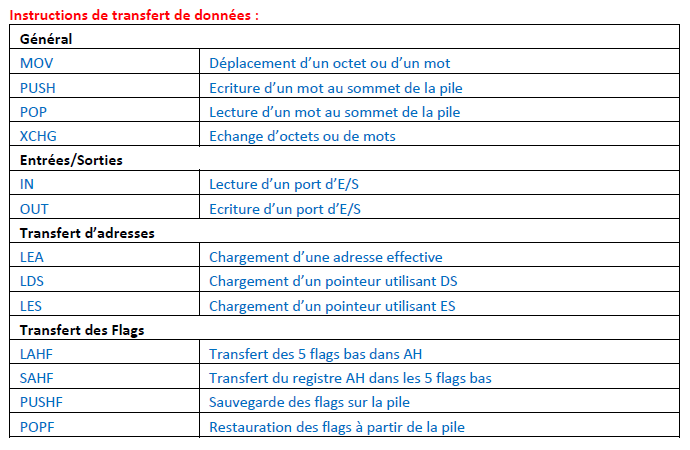 Instructions de transfert de données :
Général
MOV Déplacement d'un octet ou d'un mot
PUSH Ecriture d'un mot au sommet de la pile
POP Lecture d'un mot au sommet de la pile
XCHG Echange d'octets ou de mots
Entrées/Sorties
IN Lecture d'un port d'E/S
OUT Ecriture d'un port d'E/S
Transfert d'adresses
LEA Chargement d'une adresse effective
LDS Chargement d'un pointeur utilisant DS
LES Chargement d'un pointeur utilisant ES
Transfert des Flags
LAHF Transfert des 5 flags bas dans AH
SAHF Transfert du registre AH dans les 5 flags bas
PUSHF Sauvegarde des flags sur la pile
POPF Restauration des flags à partir de la pile